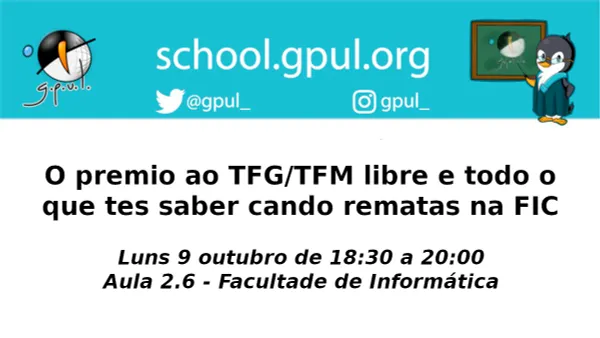 g.p.u.l.
school.gpul.org
@gpul_
gpul_
O premio ao TFG/TFM libre e todo o
que tes saber cando rematas na FIC
Luns 9 outubro de 18:30 a 20:00
Aula 2.6 - Facultade de Informática